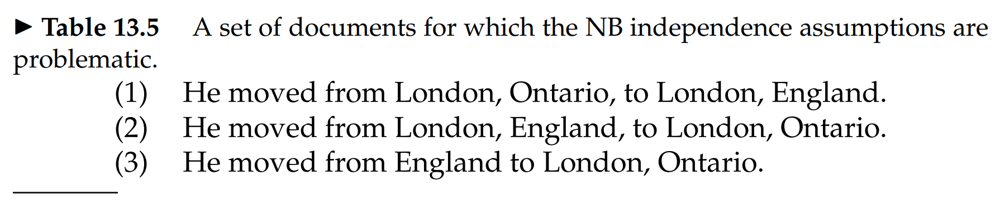 ► Table 13.5 A set of documents for which the NB independence assumptions are
problematic.
(1) He moved from London, Ontario, to London, England.
(2) He moved from London, England, to London, Ontario.
(3) He moved from England to London, Ontario.